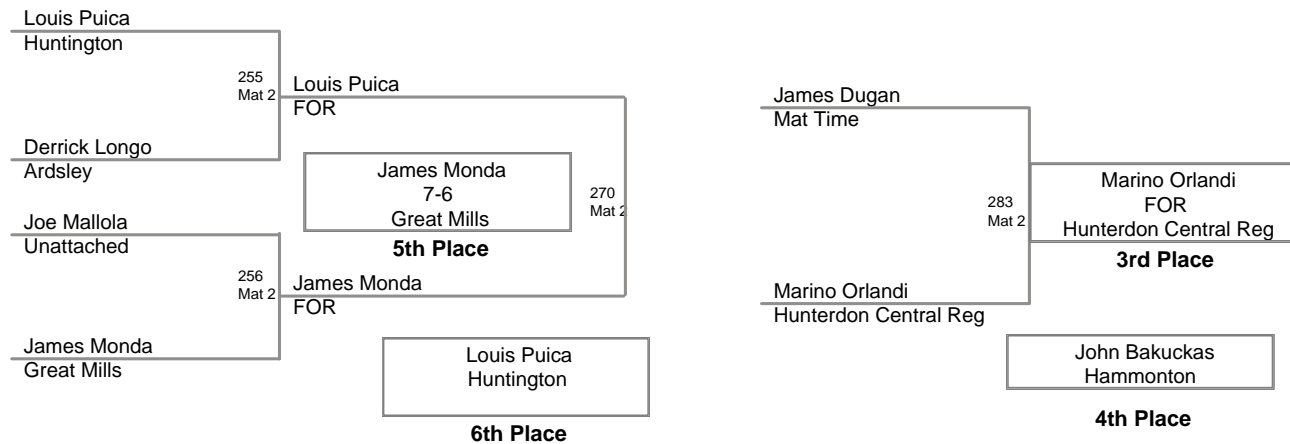 Louis Puica
Huntington
255
Mat 2
Louis Puica
FOR
Derrick Longo
Ardsley
James Monda
7-6
Great Mills
5th Place
270
Mat 2
Joe Mallola
Unattached
256
Mat 2
James Monda
FOR
James Monda
Great Mills
Louis Puica
Huntington
6th Place
James Dugan
Mat Time
283
Mat 2
Marino Orlandi
FOR
Hunterdon Central Reg
3rd Place
Marino Orlandi
Hunterdon Central Reg
John Bakuckas
Hammonton
4th Place